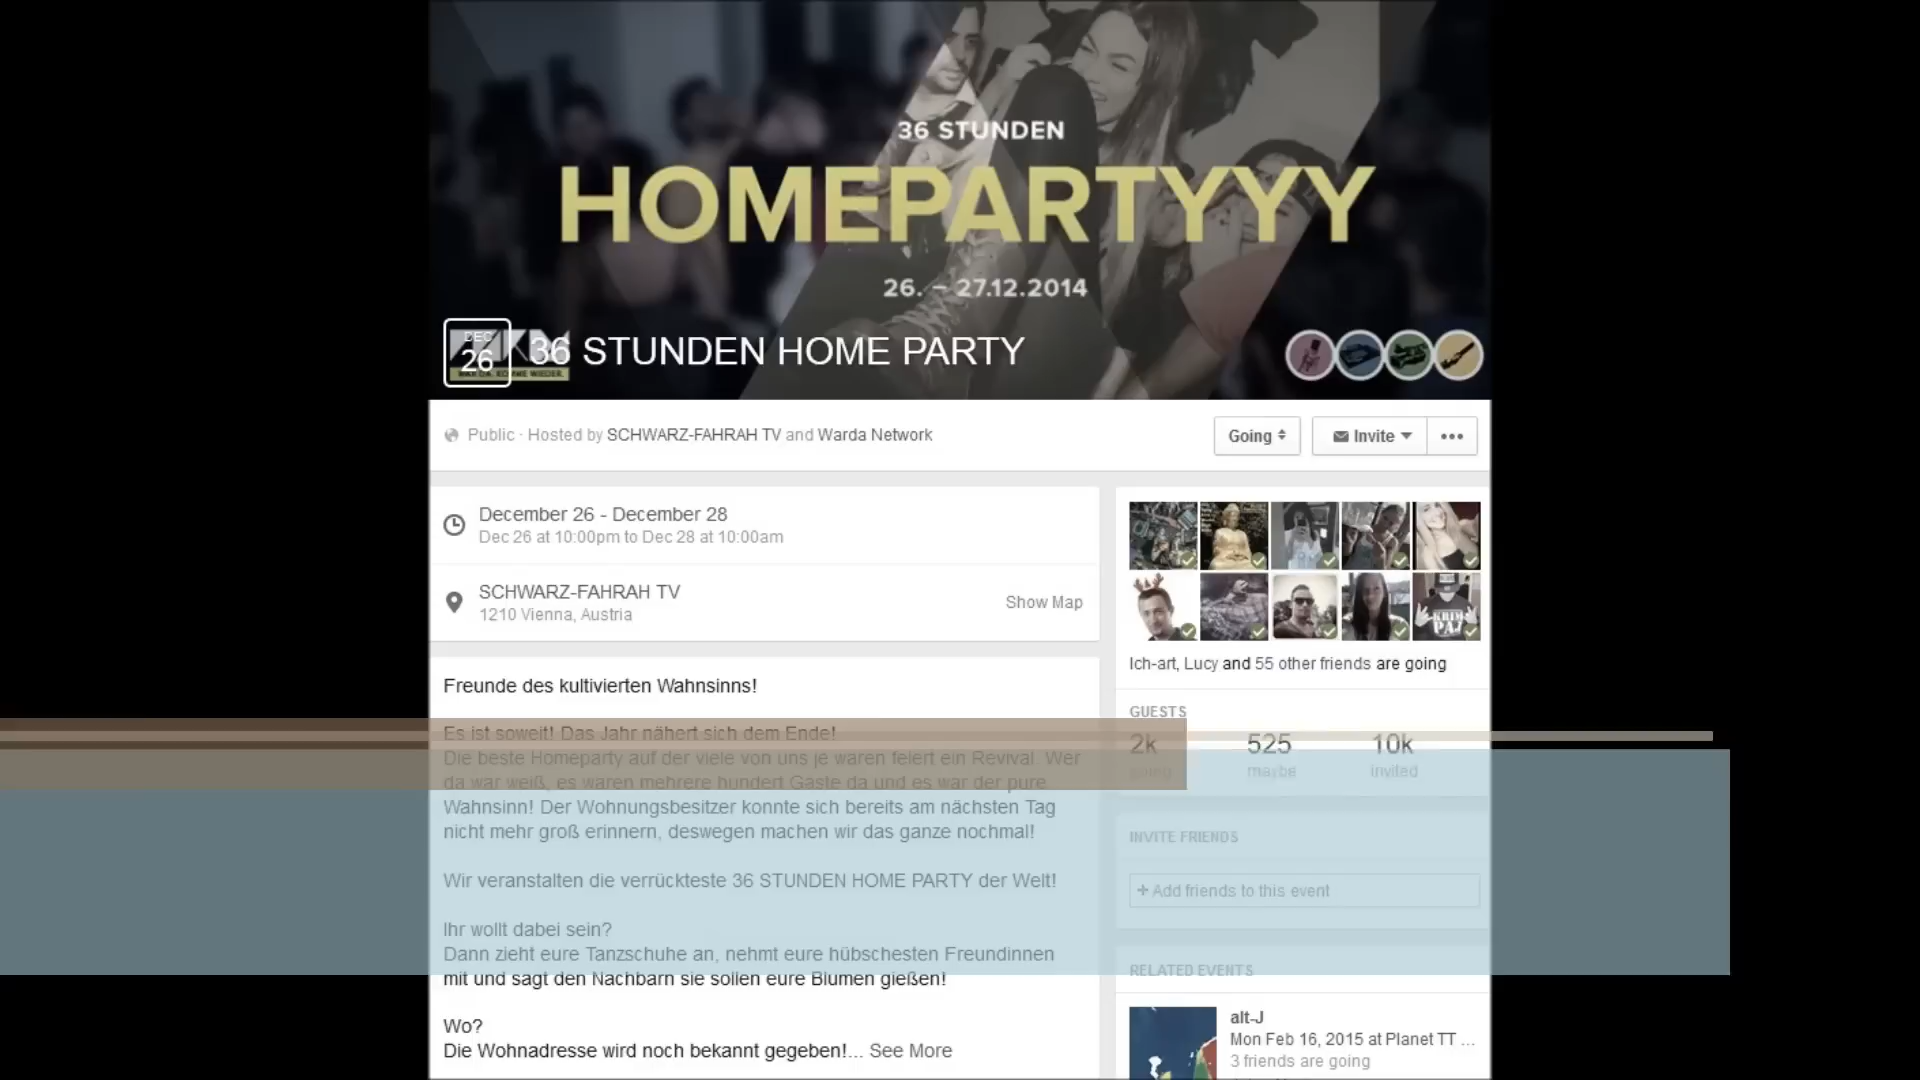 36 STUNDEN
HOMEPARTYYY
26. – 27.12.2014
DEC
26
36 STUNDEN HOME PARTY
WAR DA. KOMME WIEDER.
Public · Hosted by SCHWARZ-FAHRAH TV and Warda Network
Going
Invite
December 26 - December 28
Dec 26 at 10:00pm to Dec 28 at 10:00am
SCHWARZ-FAHRAH TV
1210 Vienna, Austria
Show Map
Freunde des kultivierten Wahnsinns!
Es ist soweit! Das Jahr nähert sich dem Ende!
Die beste Homeparty auf der viele von uns je waren feiert ein Revival. Wer
da war weiß, es waren mehrere hundert Gäste da und es war der pure
Wahnsinn! Der Wohnungsbesitzer konnte sich bereits am nächsten Tag
nicht mehr groß erinnern, deswegen machen wir das ganze nochmal!
Wir veranstalten die verrückteste 36 STUNDEN HOME PARTY der Welt!
Ihr wollt dabei sein?
Dann zieht eure Tanzschuhe an, nehmt eure hübschesten Freundinnen
mit und sagt den Nachbarn sie sollen eure Blumen gießen!
Wo?
Die Wohnadresse wird noch bekannt gegeben!... See More
Ich-art, Lucy and 55 other friends are going
GUESTS
2k 525 10k
going maybe invited
INVITE FRIENDS
+ Add friends to this event
RELATED EVENTS
alt-J
Mon Feb 16, 2015 at Planet TT ...
3 friends are going